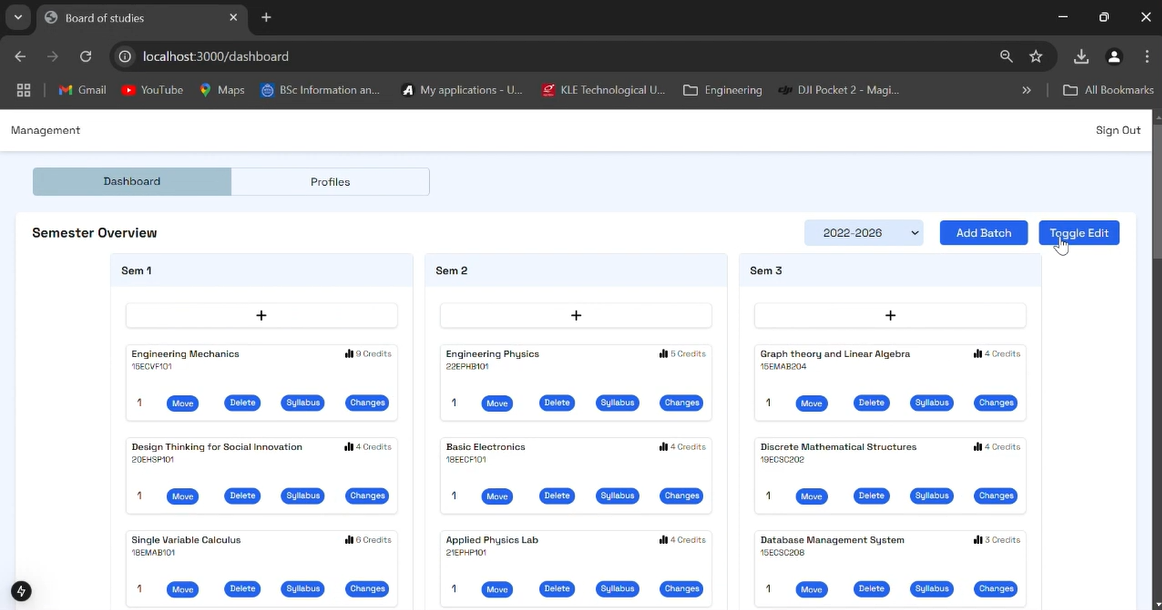 Board of studies
localhost:3000/dashboard
Gmail YouTube Maps BSc Information an... My applications - U... KLE Technological U... Engineering DJI Pocket 2 - Magi... » All Bookmarks
Management Sign Out
Dashboard Profiles
Semester Overview 2022-2026 Add Batch Toggle Edit
Sem 1 Sem 2 Sem 3
+ + +
Engineering Mechanics 9 Credits Engineering Physics 5 Credits Graph theory and Linear Algebra 4 Credits
15ECVF101 22EPHB101 15EMAB204
1 Move Delete Syllabus Changes 1 Move Delete Syllabus Changes 1 Move Delete Syllabus Changes
Design Thinking for Social Innovation 4 Credits Basic Electronics 4 Credits Discrete Mathematical Structures 4 Credits
20EHSP101 18EECF101 19ECSC202
1 Move Delete Syllabus Changes 1 Move Delete Syllabus Changes 1 Move Delete Syllabus Changes
Single Variable Calculus 6 Credits Applied Physics Lab 4 Credits Database Management System 3 Credits
18EMAB101 21EPHP101 15ECSC208
1 Move Delete Syllabus Changes 1 Move Delete Syllabus Changes 1 Move Delete Syllabus Changes